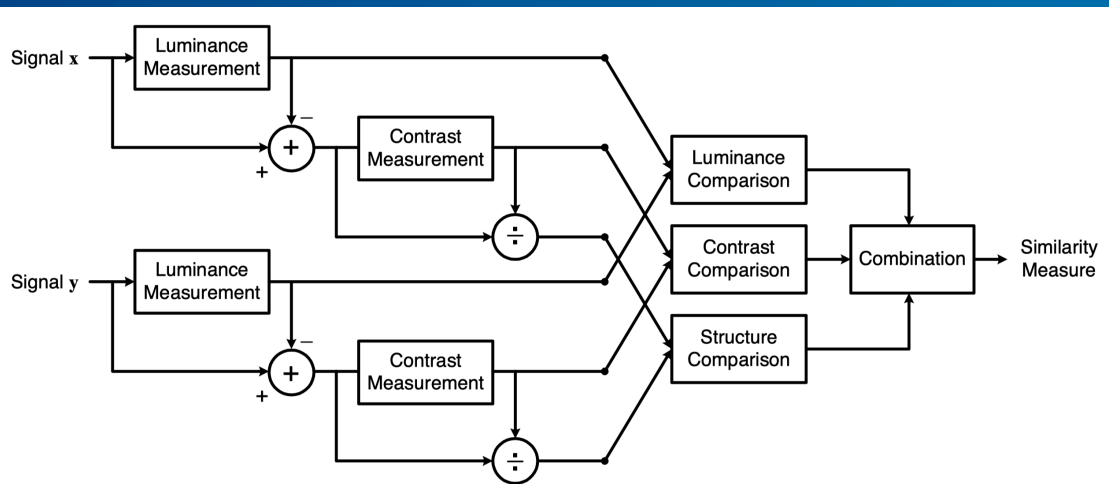 Signal x
Luminance
Measurement
−
+
+
Contrast
Measurement
÷
Signal y
Luminance
Measurement
−
+
+
Contrast
Measurement
÷
Luminance
Comparison
Contrast
Comparison
Structure
Comparison
Combination
Similarity
Measure